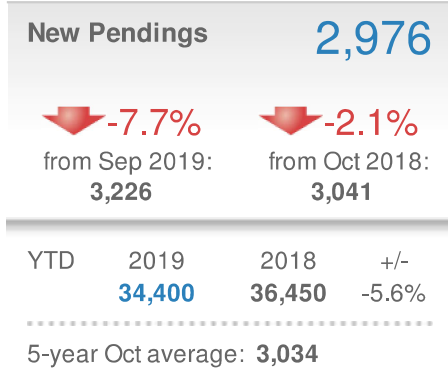 New Pendings 2,976
-7.7% -2.1%
from Sep 2019: from Oct 2018:
3,226 3,041
YTD 2019 2018 +/-
34,400 36,450 -5.6%
5-year Oct average: 3,034